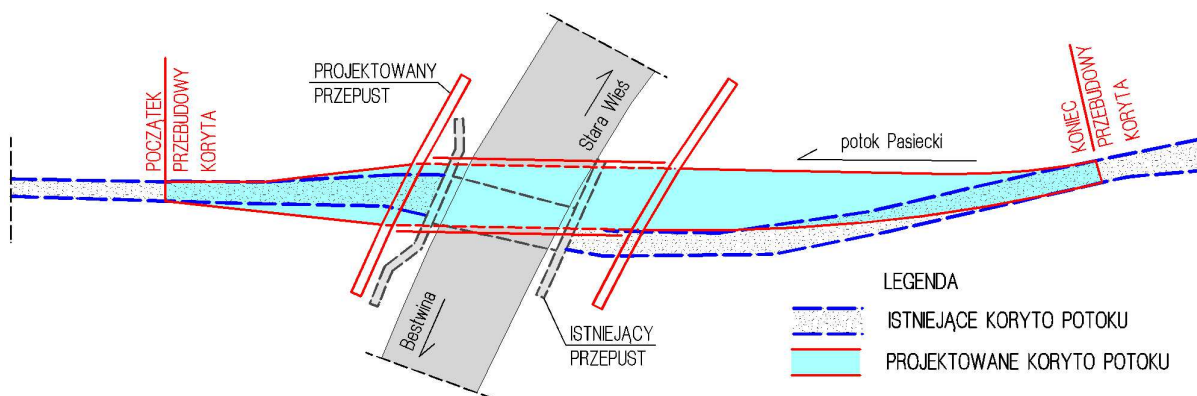 PROJEKTOWANY
PRZEPUST
POCZĄTEK
PRZEBUDOWY
KORYTA
Stara Wieś
potok Pasiecki
KONIEC
PRZEBUDOWY
KORYTA
Bestwina
ISTNIEJĄCY
PRZEPUST
LEGENDA
ISTNIEJĄCE KORYTO POTOKU
PROJEKTOWANE KORYTO POTOKU